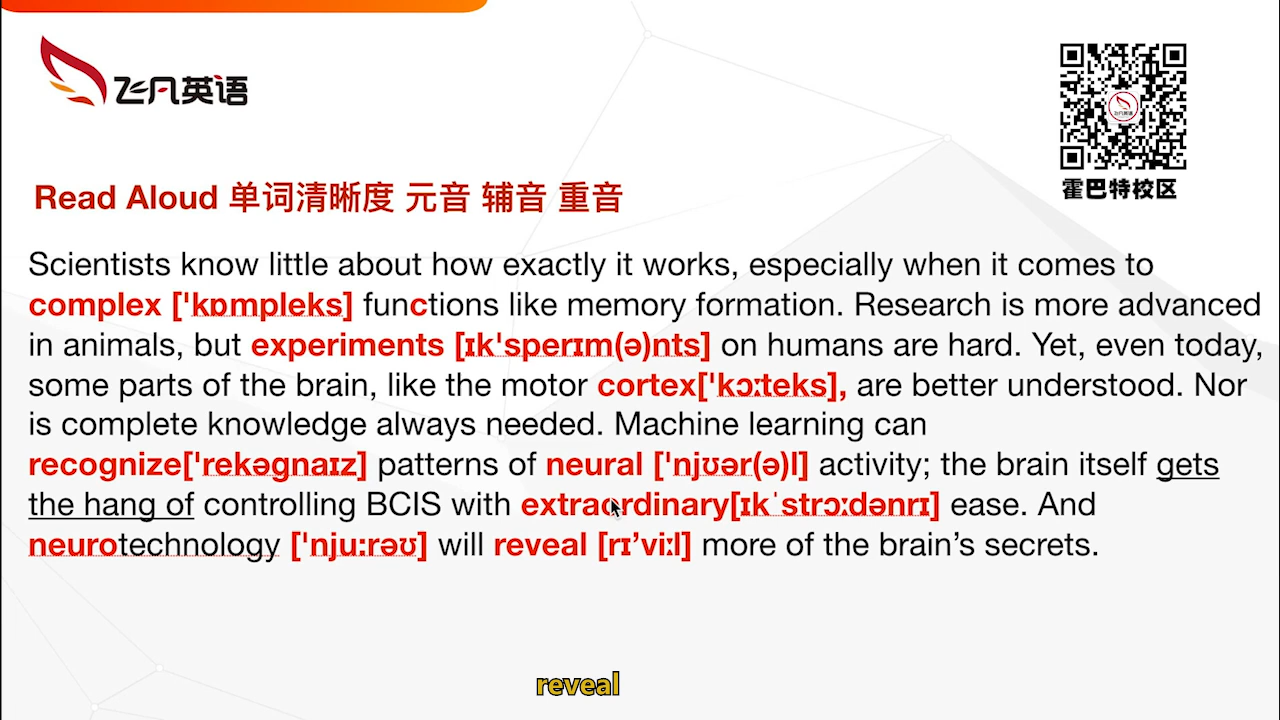 飞凡英语
霍巴特校区
Read Aloud 单词清晰度 元音 辅音 重音
Scientists know little about how exactly it works, especially when it comes to
complex ['kɒmpleks] functions like memory formation. Research is more advanced
in animals, but experiments [ɪk'sperɪm(ə)nts] on humans are hard. Yet, even today,
some parts of the brain, like the motor cortex['kɔːteks], are better understood. Nor
is complete knowledge always needed. Machine learning can
recognize['rekəgnaɪz] patterns of neural ['njʊər(ə)l] activity; the brain itself gets
the hang of controlling BCIS with extraordinary[ɪkˈstrɔːdənrɪ] ease. And
neurotechnology ['nju:rəʊ] will reveal [rɪ’viːl] more of the brain’s secrets.
reveal